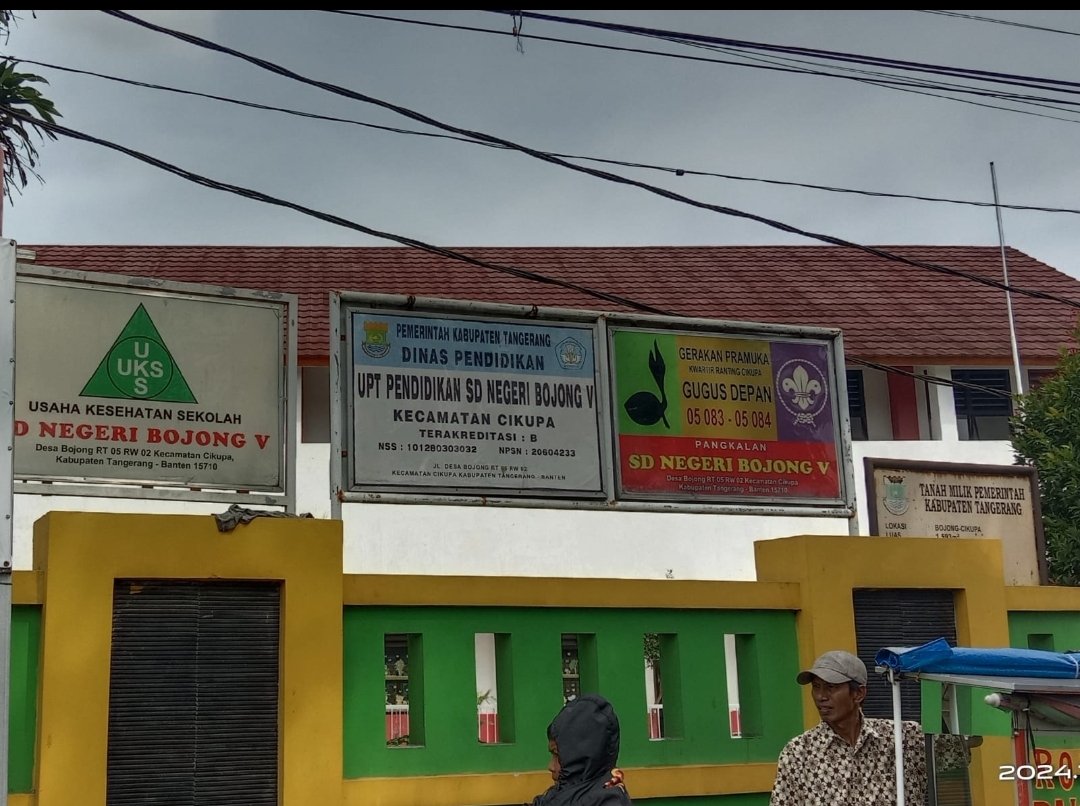 UKS
UKS
USAHA KESEHATAN SEKOLAH
D NEGERI BOJONG V
Desa Bojong RT 05 RW 02 Kecamatan Cikupa,
Kabupaten Tangerang - Banten 15710
PEMERINTAH KABUPATEN TANGERANG
DINAS PENDIDIKAN
UPT PENDIDIKAN SD NEGERI BOJONG V
KECAMATAN CIKUPA
TERAKREDITASI : B
NSS : 101280303032 NPSN : 20604233
JL. DESA BOJONG RT 05 RW 02
KECAMATAN CIKUPA KABUPATEN TANGERANG - BANTEN
GERAKAN PRAMUKA
KWARTIR RANTING CIKUPA
GUGUS DEPAN
05 083 - 05 084
PANGKALAN
SD NEGERI BOJONG V
Desa Bojong RT 05 RW 02 Kecamatan Cikupa
Kabupaten Tangerang - Banten 15710
TANAH MILIK PEMERINTAH
KABUPATEN TANGERANG
LOKASI BOJONG-CIKUPA
LUAS
2024.